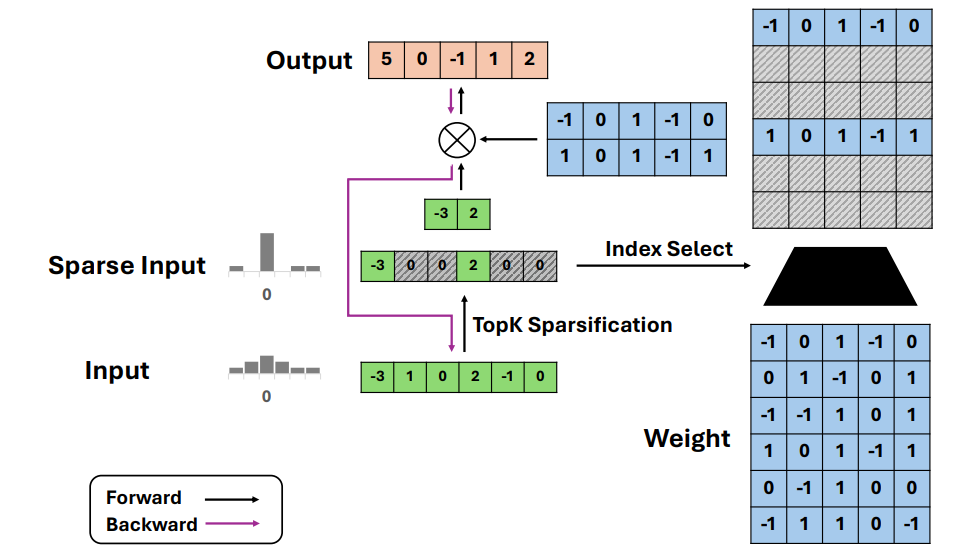 Output
5 0 -1 1 2
-1 0 1 -1 0
1 0 1 -1 1
-3 2
Sparse Input
0
-3 0 0 2 0 0
Index Select
TopK Sparsification
Input
0
-3 1 0 2 -1 0
-1 0 1 -1 0
1 0 1 -1 1
Weight
-1 0 1 -1 0
0 1 -1 0 1
-1 -1 1 0 1
1 0 1 -1 1
0 -1 1 0 0
-1 1 1 0 -1
Forward
Backward